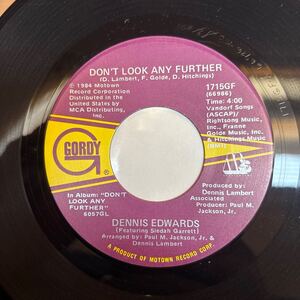 DON'T LOOK ANY FURTHER
(D. Lambert, F. Golde, D. Hitchings)
℗ 1984 Motown
Record Corporation
Distributed in the
United States by
MCA Distributing,
Inc.
1715GF
(66986)
Time: 4:00
Vandorf Songs
(ASCAP)/
Rightsong Music,
Inc., Franne
Golde Music &
Hitchings Music
(BMI)
GORDY
G
In Album: "DON'T
LOOK ANY
FURTHER"
6057GL
Produced by:
Dennis Lambert
Associated
Producer: Paul M.
Jackson, Jr.
DENNIS EDWARDS
(Featuring Siedah Garrett)
Arranged by: Paul M. Jackson, Jr. &
Dennis Lambert
A PRODUCT OF MOTOWN RECORD CORP.